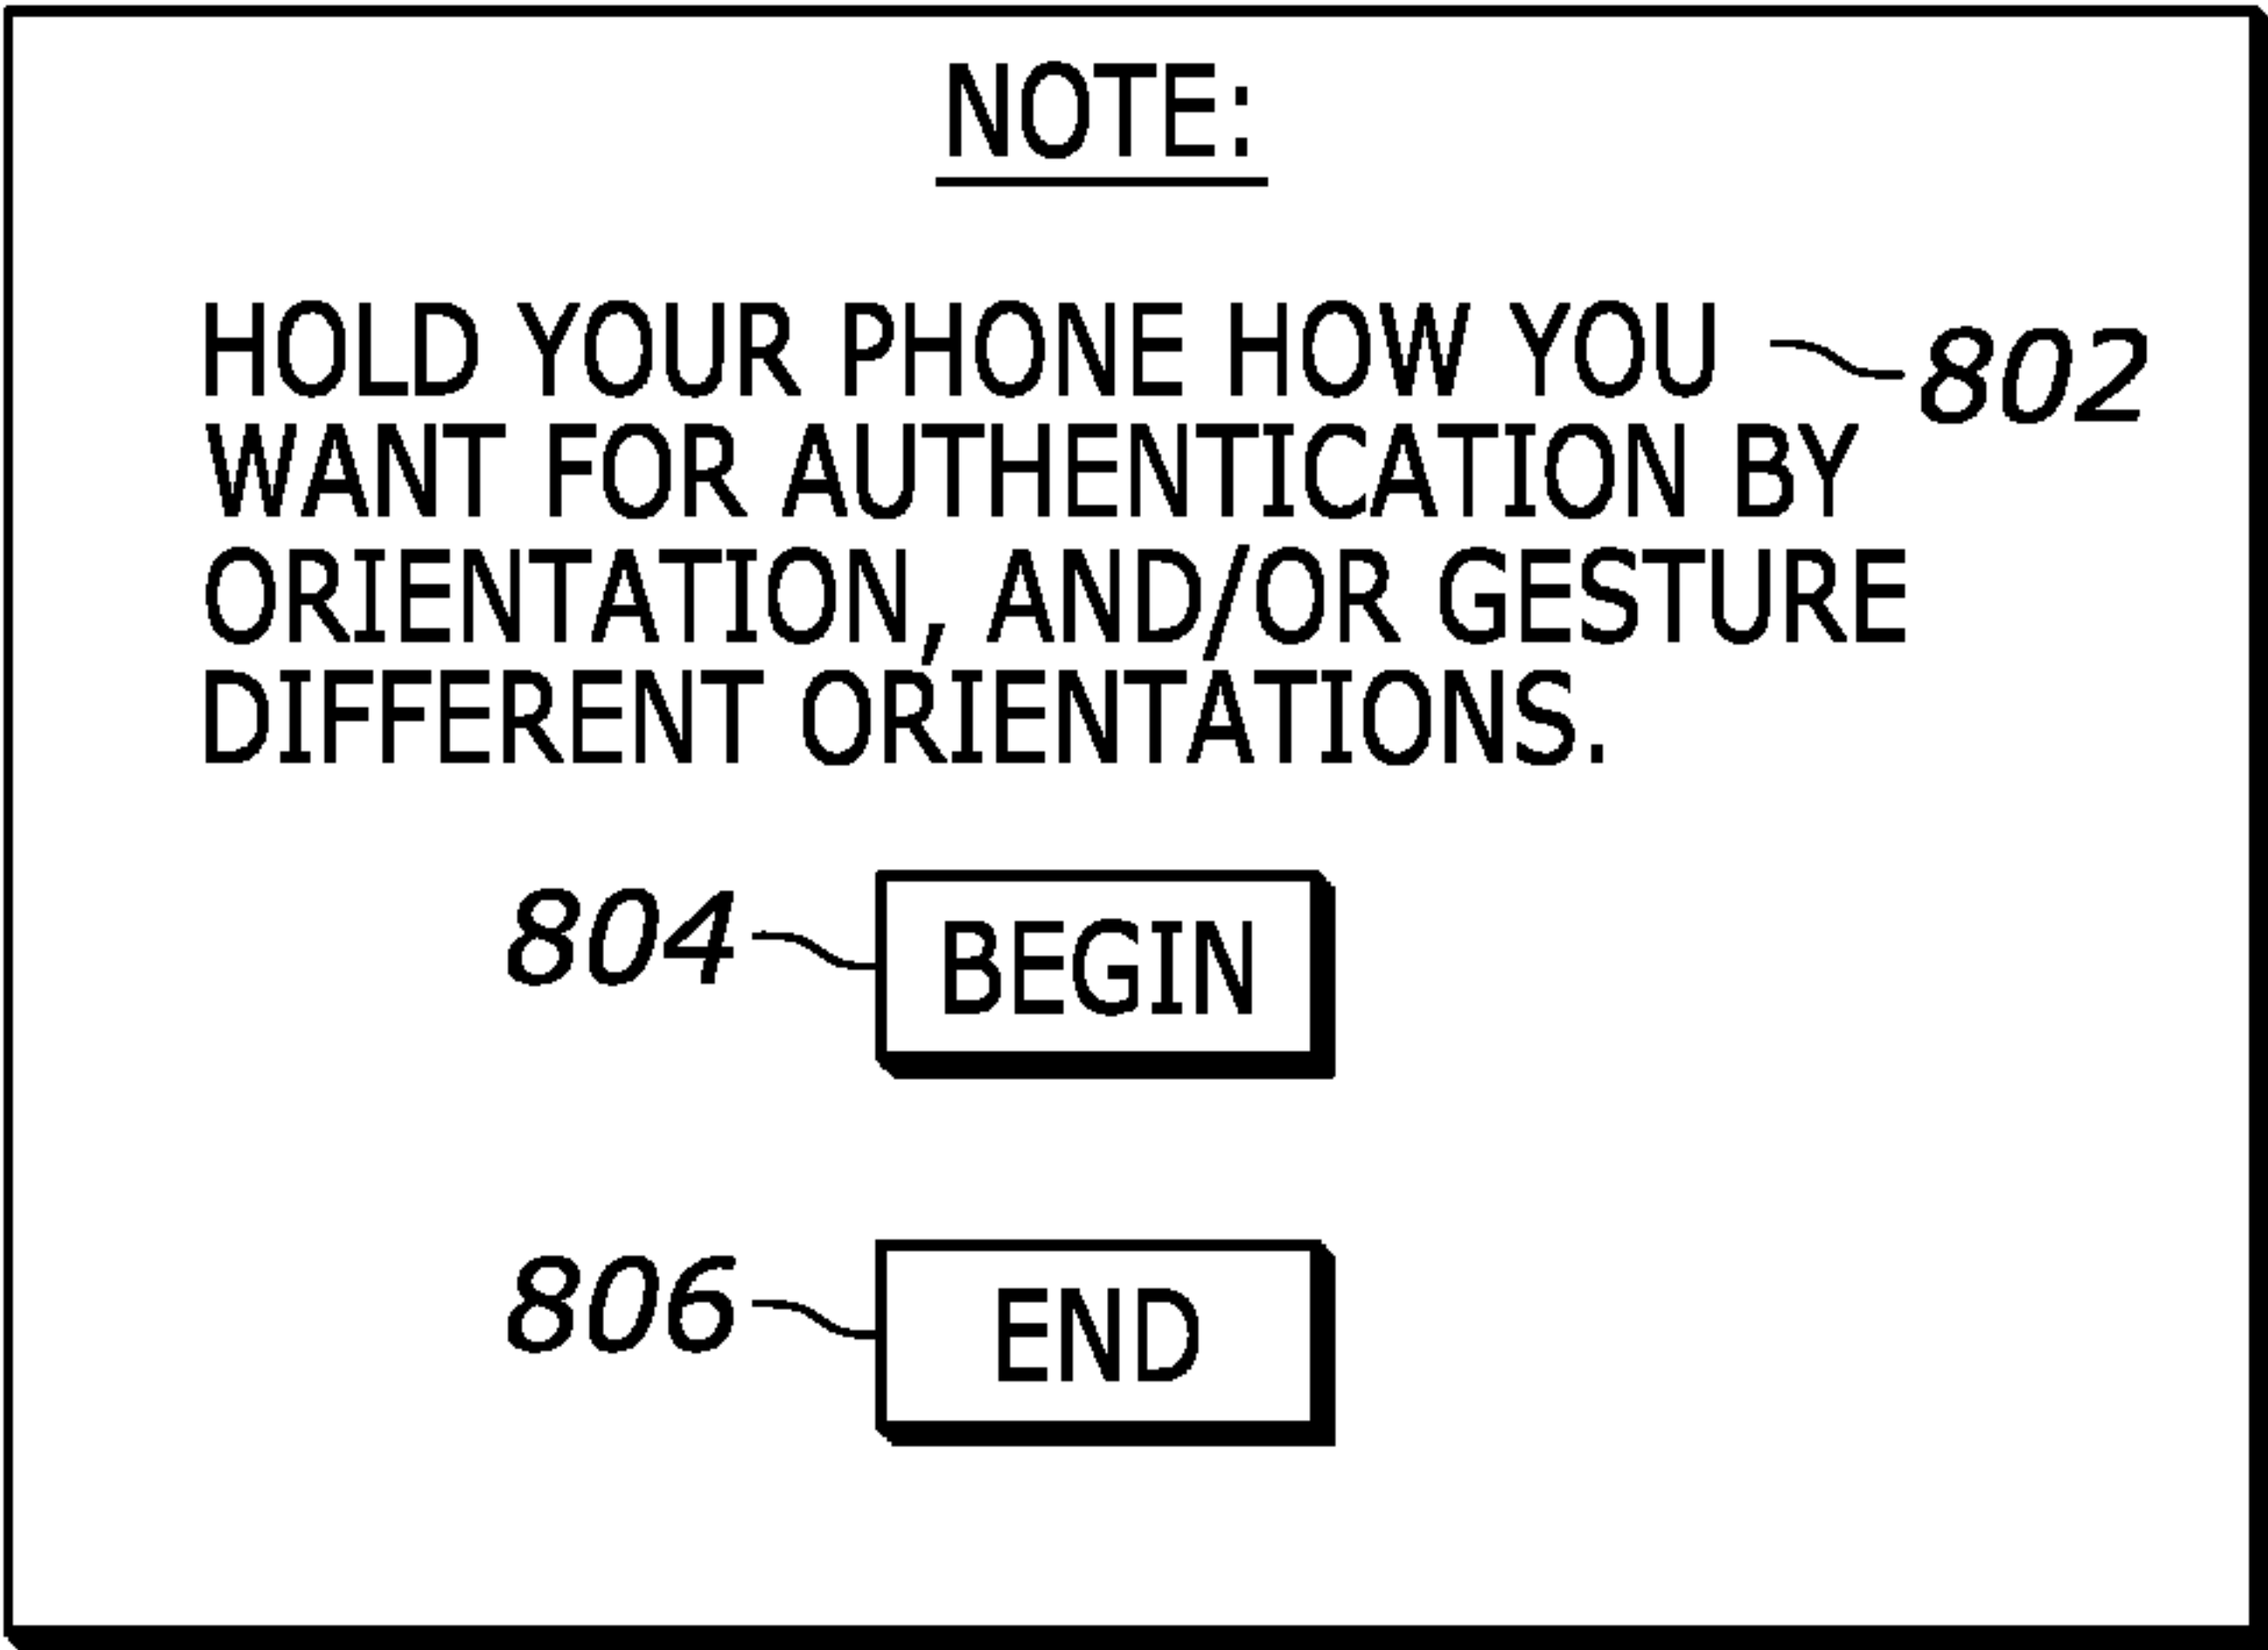 NOTE:
HOLD YOUR PHONE HOW YOU 802
WANT FOR AUTHENTICATION BY
ORIENTATION, AND/OR GESTURE
DIFFERENT ORIENTATIONS.
804 BEGIN
806 END